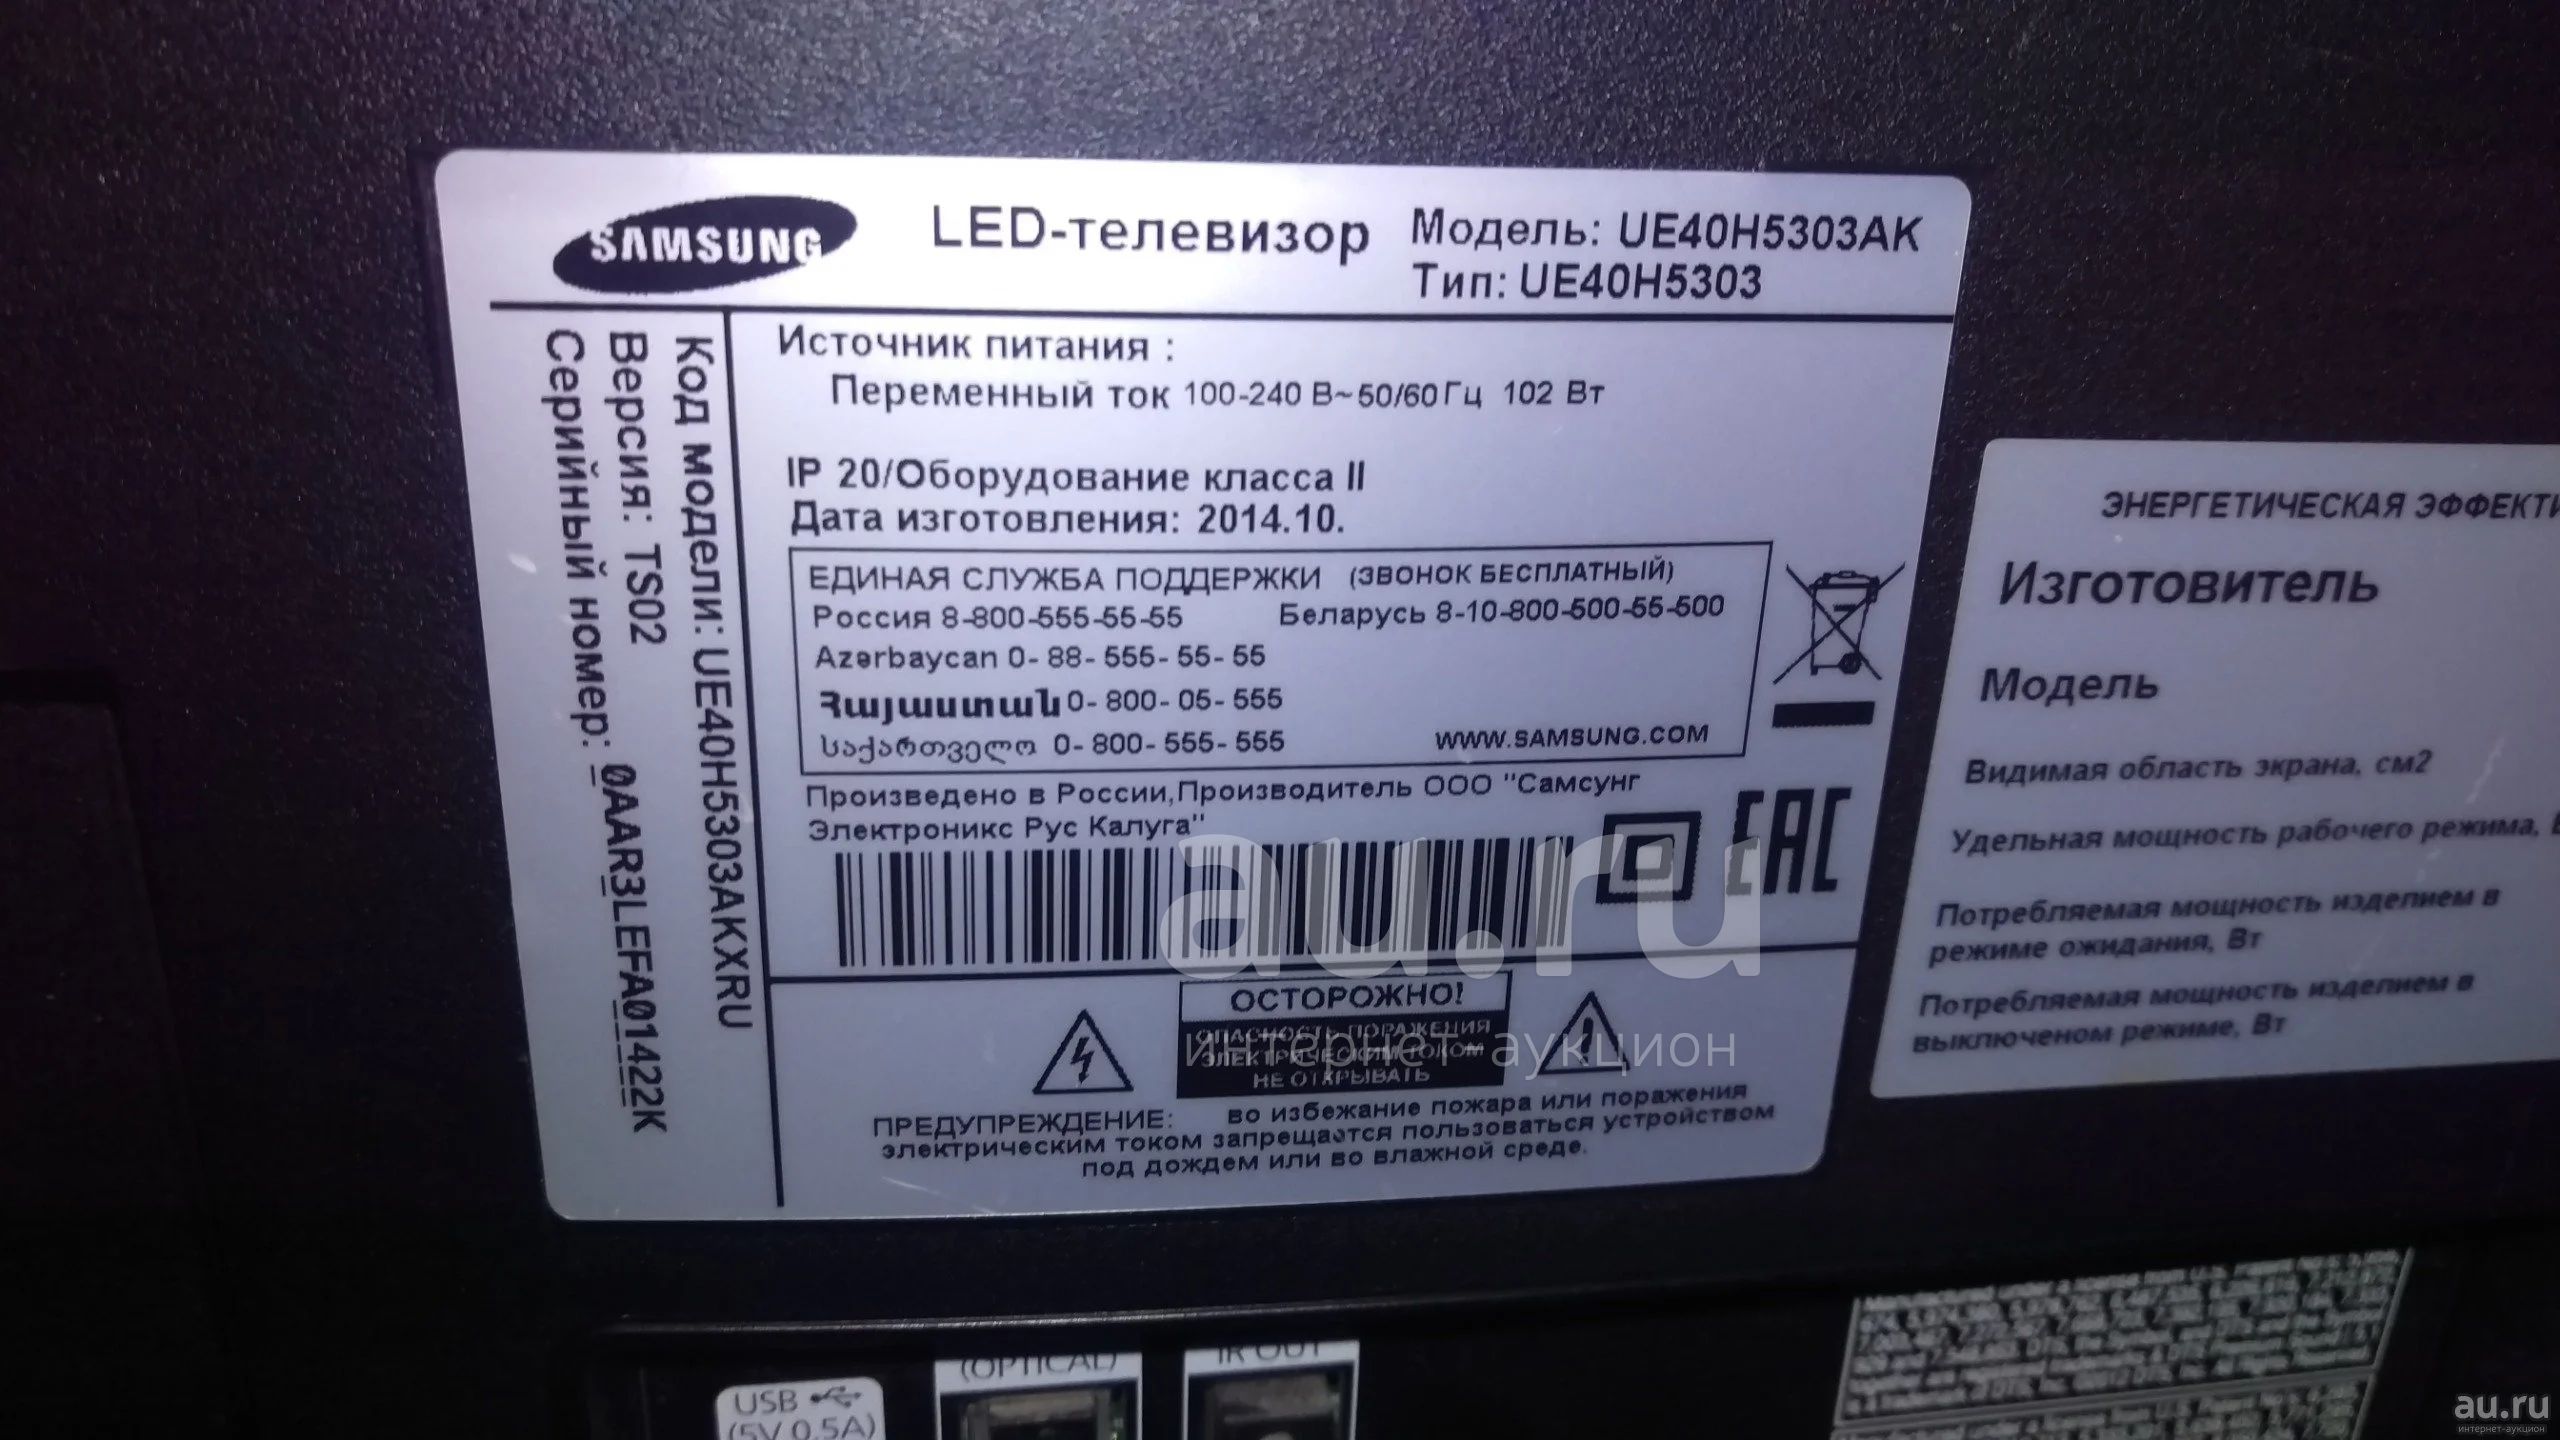 SAMSUNG
LED-телевизор
Модель: UE40H5303AK
Тип: UE40H5303
Код модели: UE40H5303AKXRU
Версия: TS02
Серийный номер: 0AAR3LEFA01422K
Источник питания :
Переменный ток 100-240 В~50/60Гц 102 Вт
IP 20/Оборудование класса II
Дата изготовления: 2014.10.
ЕДИНАЯ СЛУЖБА ПОДДЕРЖКИ (ЗВОНОК БЕСПЛАТНЫЙ)
Россия 8-800-555-55-55 Беларусь 8-10-800-500-55-500
Azərbaycan 0-88-555-55-55
Հայաստան 0-800-05-555
საქართველო 0-800-555-555 WWW.SAMSUNG.COM
Произведено в России,Производитель ООО "Самсунг
Электроникс Рус Калуга"
EAC
ОСТОРОЖНО!
ОПАСНОСТЬ ПОРАЖЕНИЯ
ЭЛЕКТРИЧЕСКИМ ТОКОМ
НЕ ОТКРЫВАТЬ
ПРЕДУПРЕЖДЕНИЕ: во избежание пожара или поражения
электрическим током запрещается пользоваться устройством
под дождем или во влажной среде.
au.ru
интернет-аукцион
ЭНЕРГЕТИЧЕСКАЯ
Изготовитель
Модель
Видимая область экрана, см2
Удельная мощность рабочего режима,
Потребляемая мощность изделием в
режиме ожидания, Вт
Потребляемая мощность изделием в
выключеном режиме, Вт
USB
(5V 0.5A)
(OPTICAL)
IR OUT
au.ru
интернет-аукцион